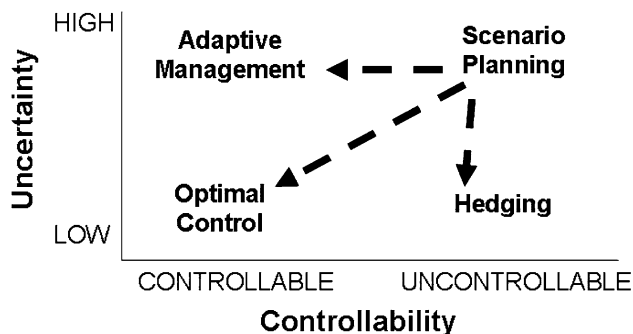 HIGH
Adaptive
Management
Scenario
Planning
Uncertainty
Optimal
Control
Hedging
LOW
CONTROLLABLE
UNCONTROLLABLE
Controllability